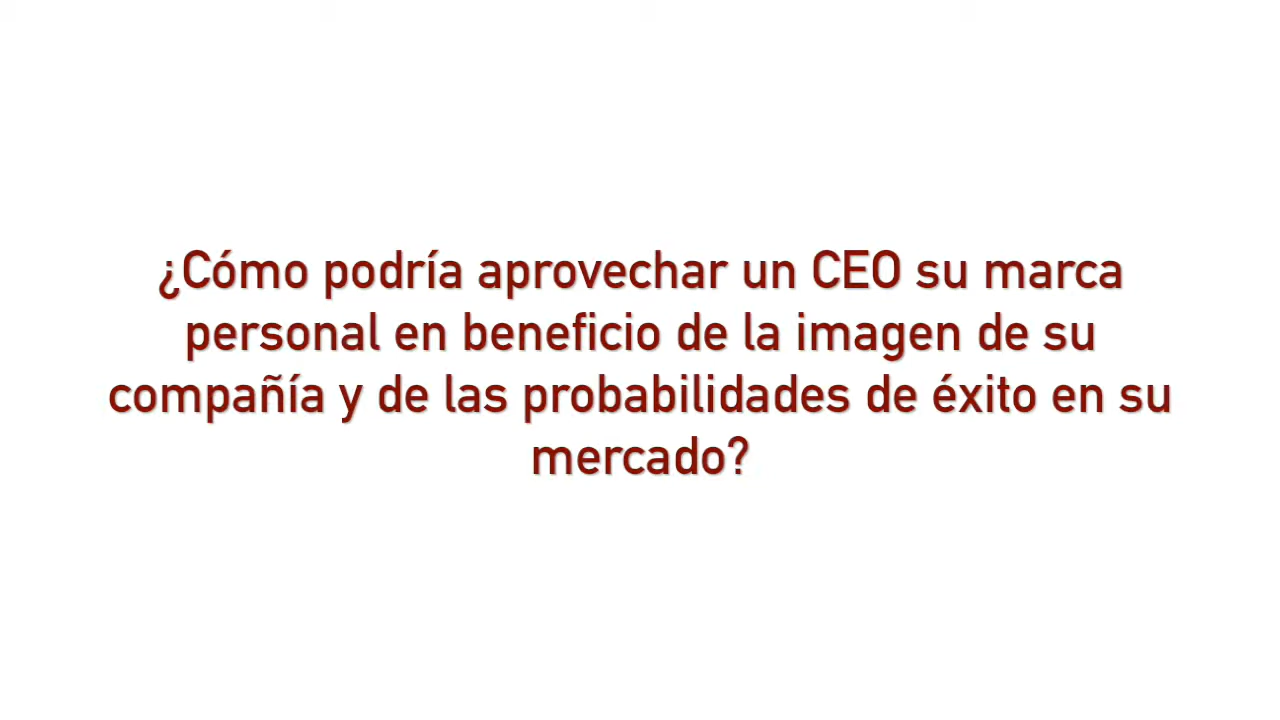 ¿Cómo podría aprovechar un CEO su marca
personal en beneficio de la imagen de su
compañía y de las probabilidades de éxito en su
mercado?